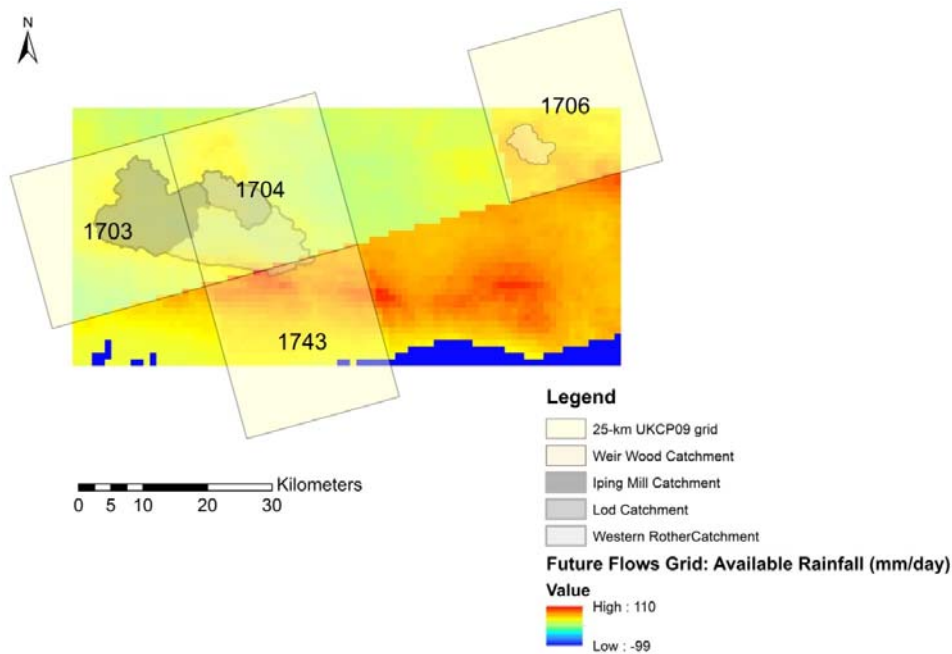 N
1706
1704
1703
1743
Kilometers
0 5 10 20 30
Legend
25-km UKCP09 grid
Weir Wood Catchment
Iping Mill Catchment
Lod Catchment
Western RotherCatchment
Future Flows Grid: Available Rainfall (mm/day)
Value
High : 110
Low : -99